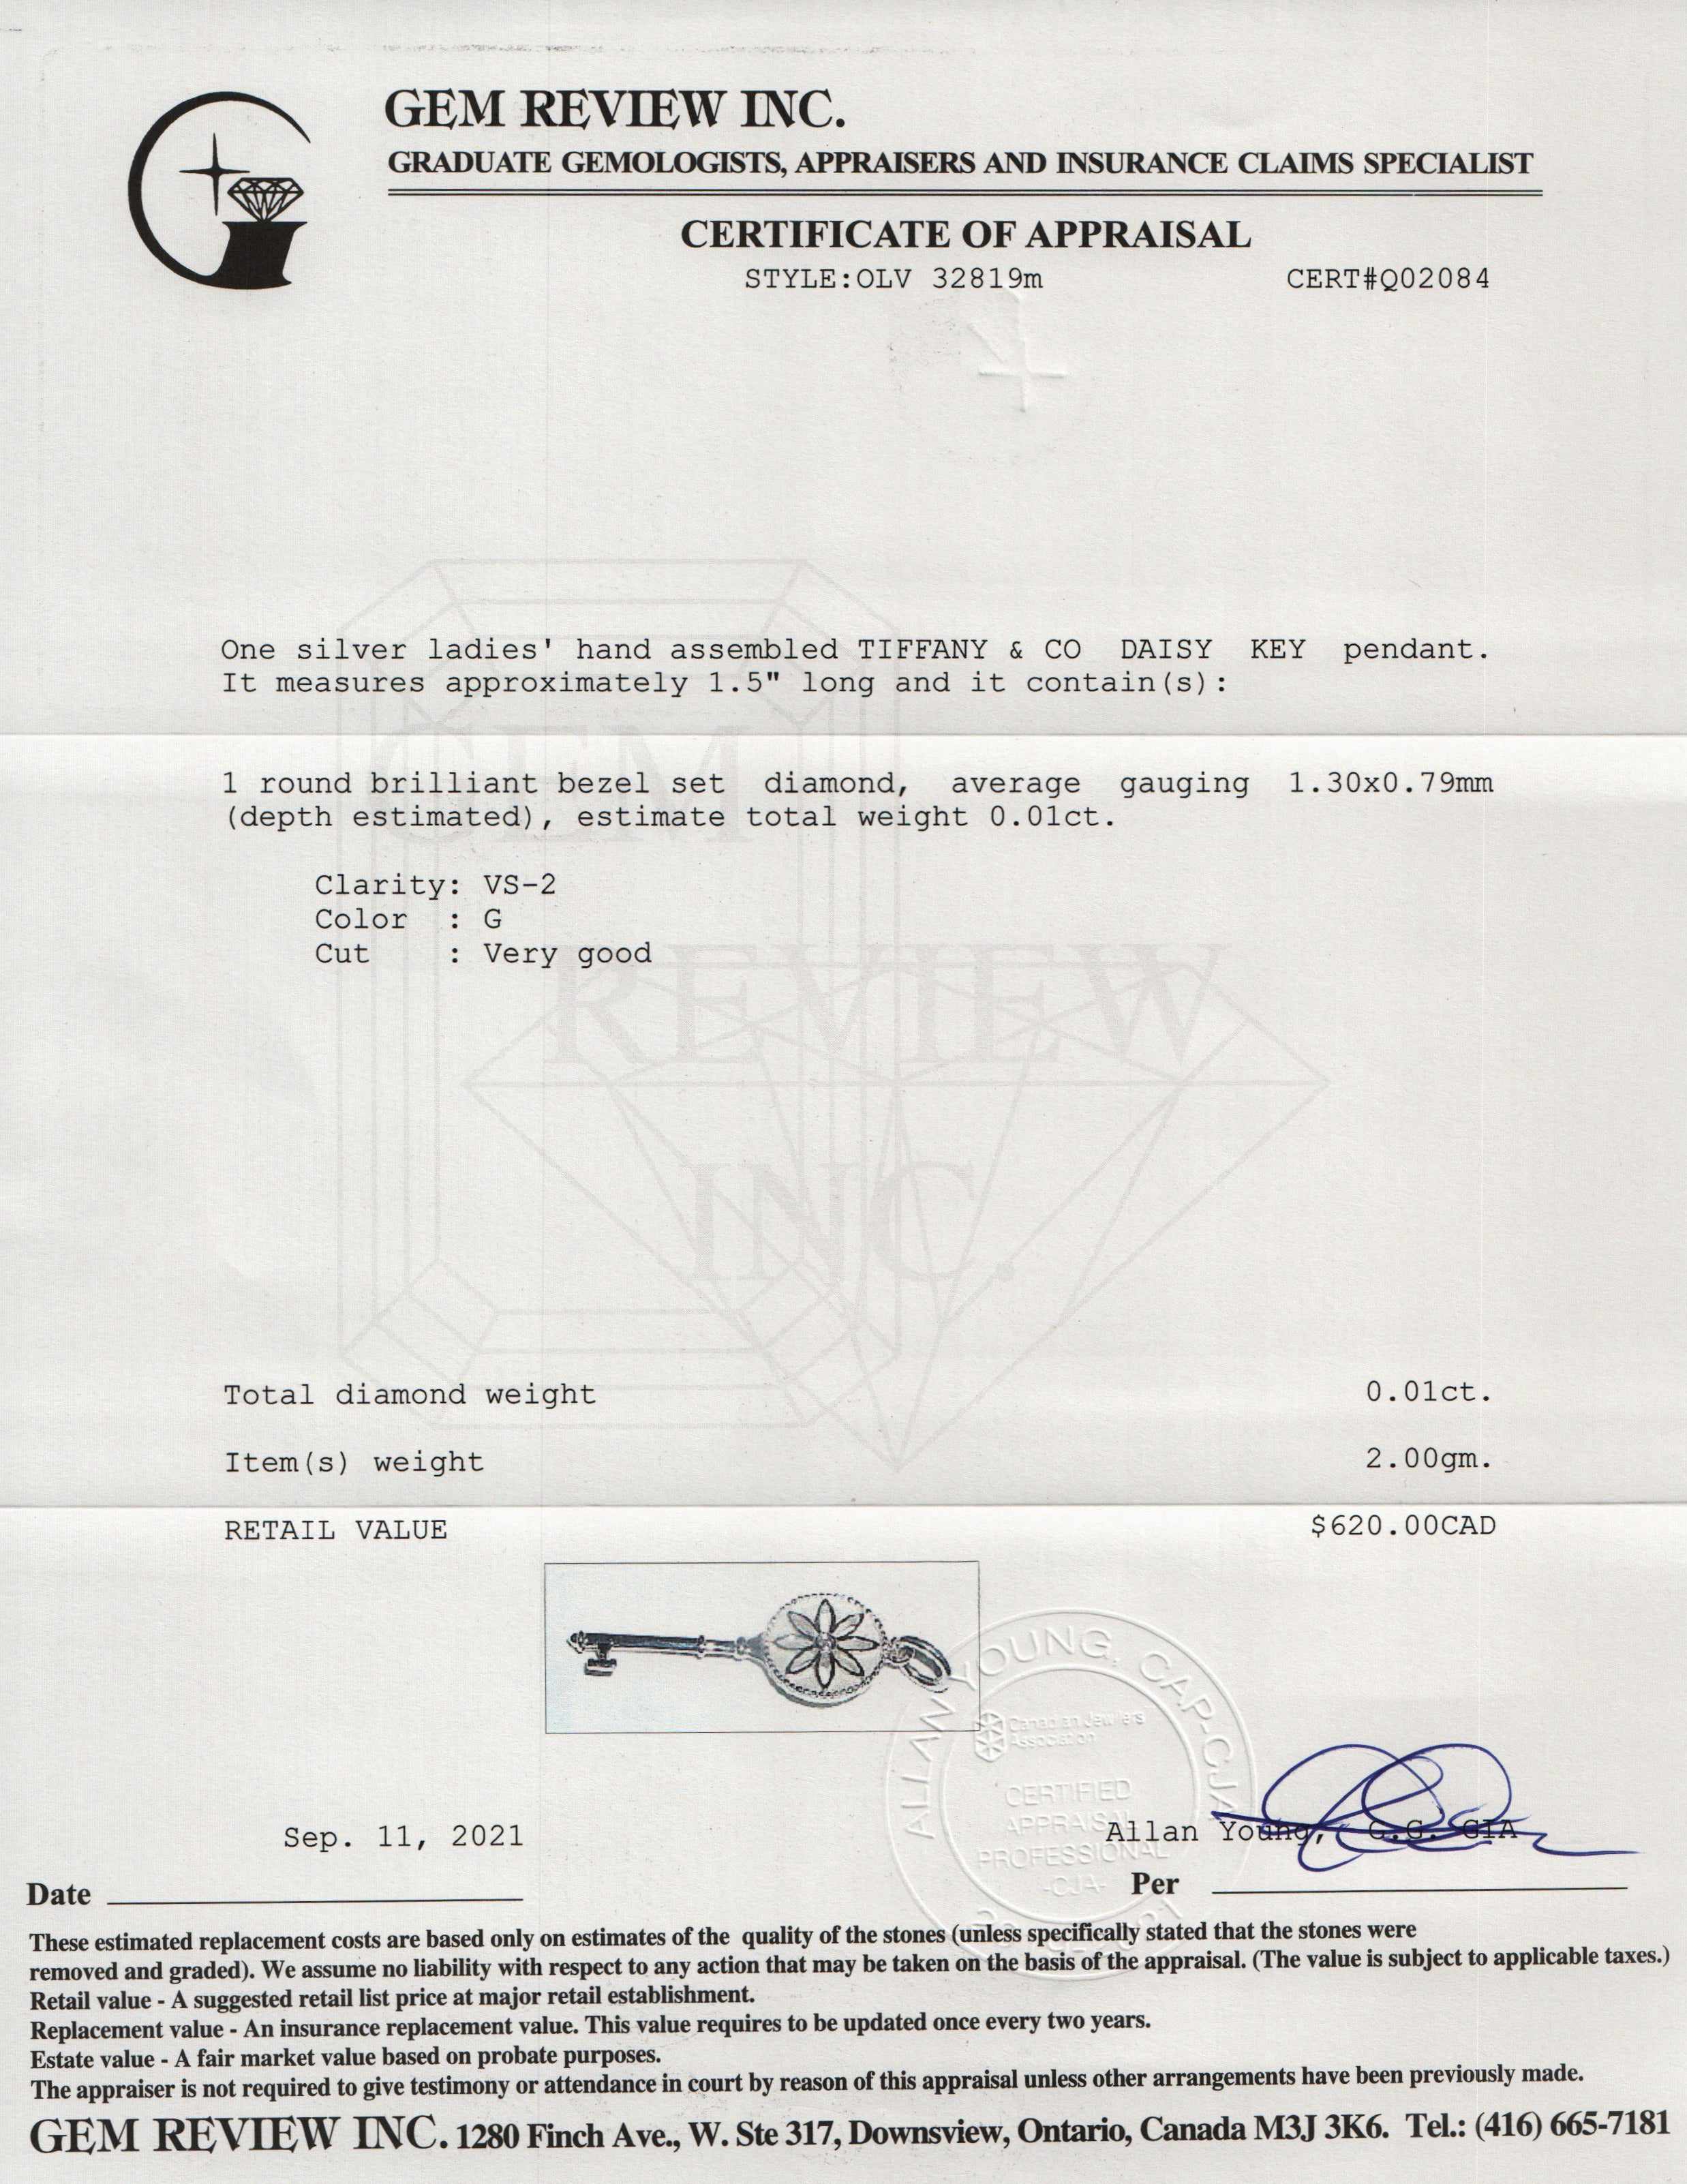 GEM REVIEW INC.
GRADUATE GEMOLOGISTS, APPRAISERS AND INSURANCE CLAIMS SPECIALIST
CERTIFICATE OF APPRAISAL
STYLE:OLV 32819m CERT#Q02084
One silver ladies' hand assembled TIFFANY & CO DAISY KEY pendant.
It measures approximately 1.5" long and it contain(s):
1 round brilliant bezel set diamond, average gauging 1.30x0.79mm
(depth estimated), estimate total weight 0.01ct.
Clarity: VS-2
Color : G
Cut : Very good
GEM
REVIEW
INC.
Total diamond weight 0.01ct.
Item(s) weight 2.00gm.
RETAIL VALUE $620.00CAD
ALLAN YOUNG, CAP-CJA
Canadian Jewellers
Association
CERTIFIED
APPRAISAL
PROFESSIONAL
-CJA-
Sep. 11, 2021 Allan Young, G.G. GIA
Date Per
These estimated replacement costs are based only on estimates of the quality of the stones (unless specifically stated that the stones were
removed and graded). We assume no liability with respect to any action that may be taken on the basis of the appraisal. (The value is subject to applicable taxes.)
Retail value - A suggested retail list price at major retail establishment.
Replacement value - An insurance replacement value. This value requires to be updated once every two years.
Estate value - A fair market value based on probate purposes.
The appraiser is not required to give testimony or attendance in court by reason of this appraisal unless other arrangements have been previously made.
GEM REVIEW INC. 1280 Finch Ave., W. Ste 317, Downsview, Ontario, Canada M3J 3K6. Tel.: (416) 665-7181